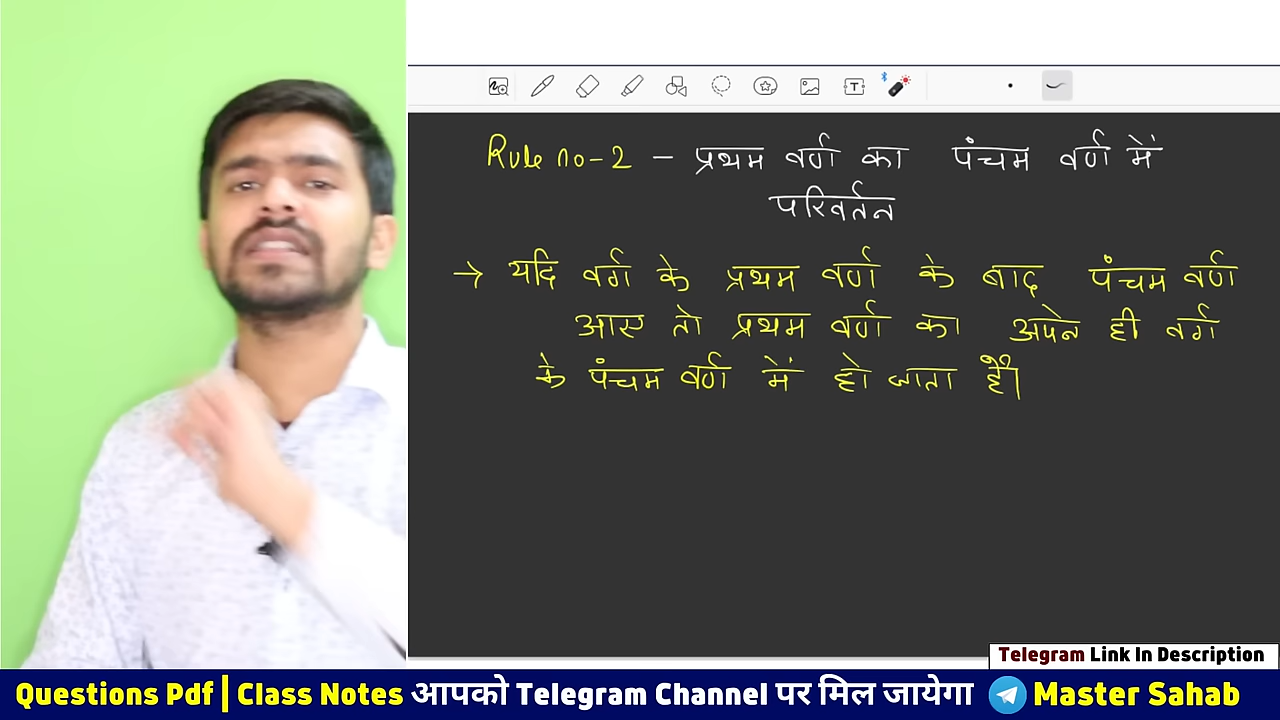 Rule no-2 - प्रथम वर्ण का पंचम वर्ण में
परिवर्तन
→ यदि वर्ग के प्रथम वर्ण के बाद पंचम वर्ण
आए तो प्रथम वर्ण का अपने ही वर्ग
के पंचम वर्ण में हो जाता है।
Telegram Link In Description
Questions Pdf | Class Notes आपको Telegram Channel पर मिल जायेगा Master Sahab